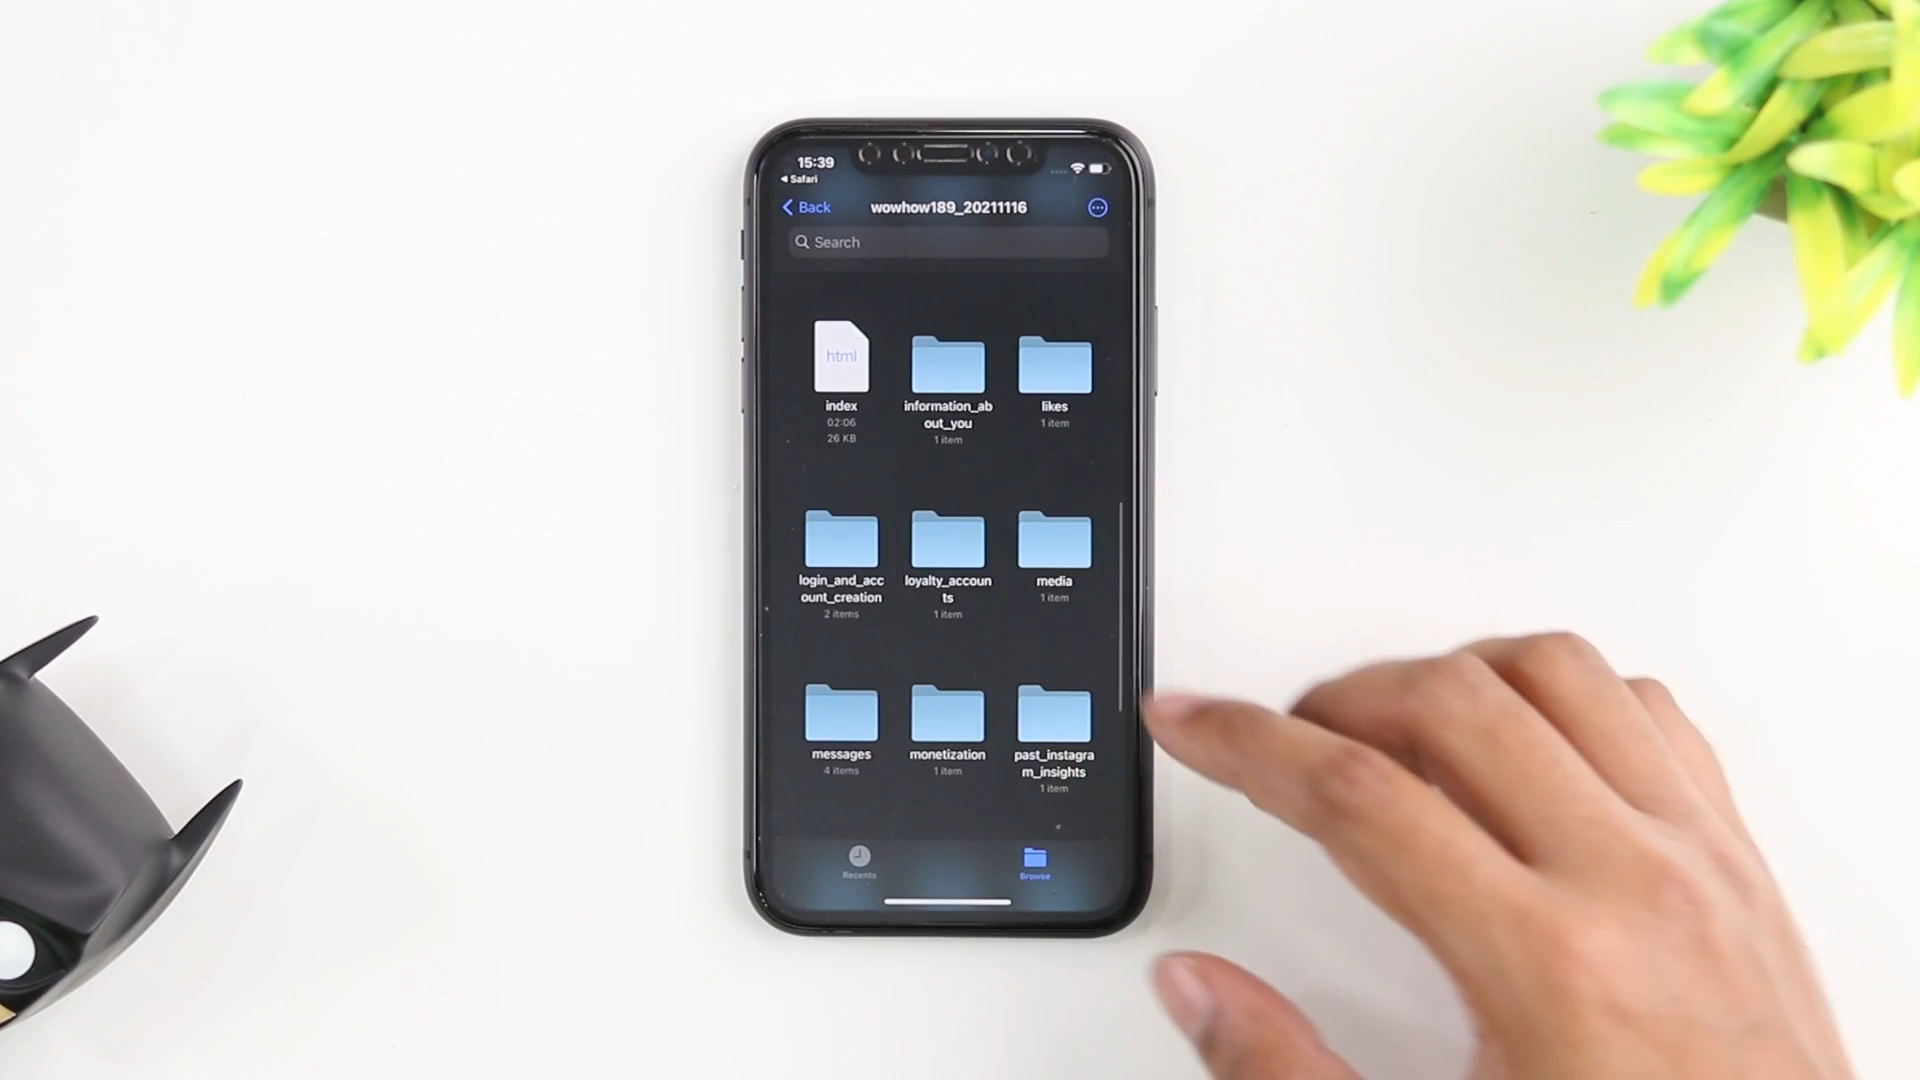 15:39
Safari
Back
wowhow189_20211116
Search
html
index
02:06
26 KB
information_ab
out_you
1 item
likes
1 item
login_and_acc
ount_creation
2 items
loyalty_accoun
ts
1 item
media
1 item
messages
4 items
monetization
1 item
past_instagra
m_insights
1 item
Recents
Browse